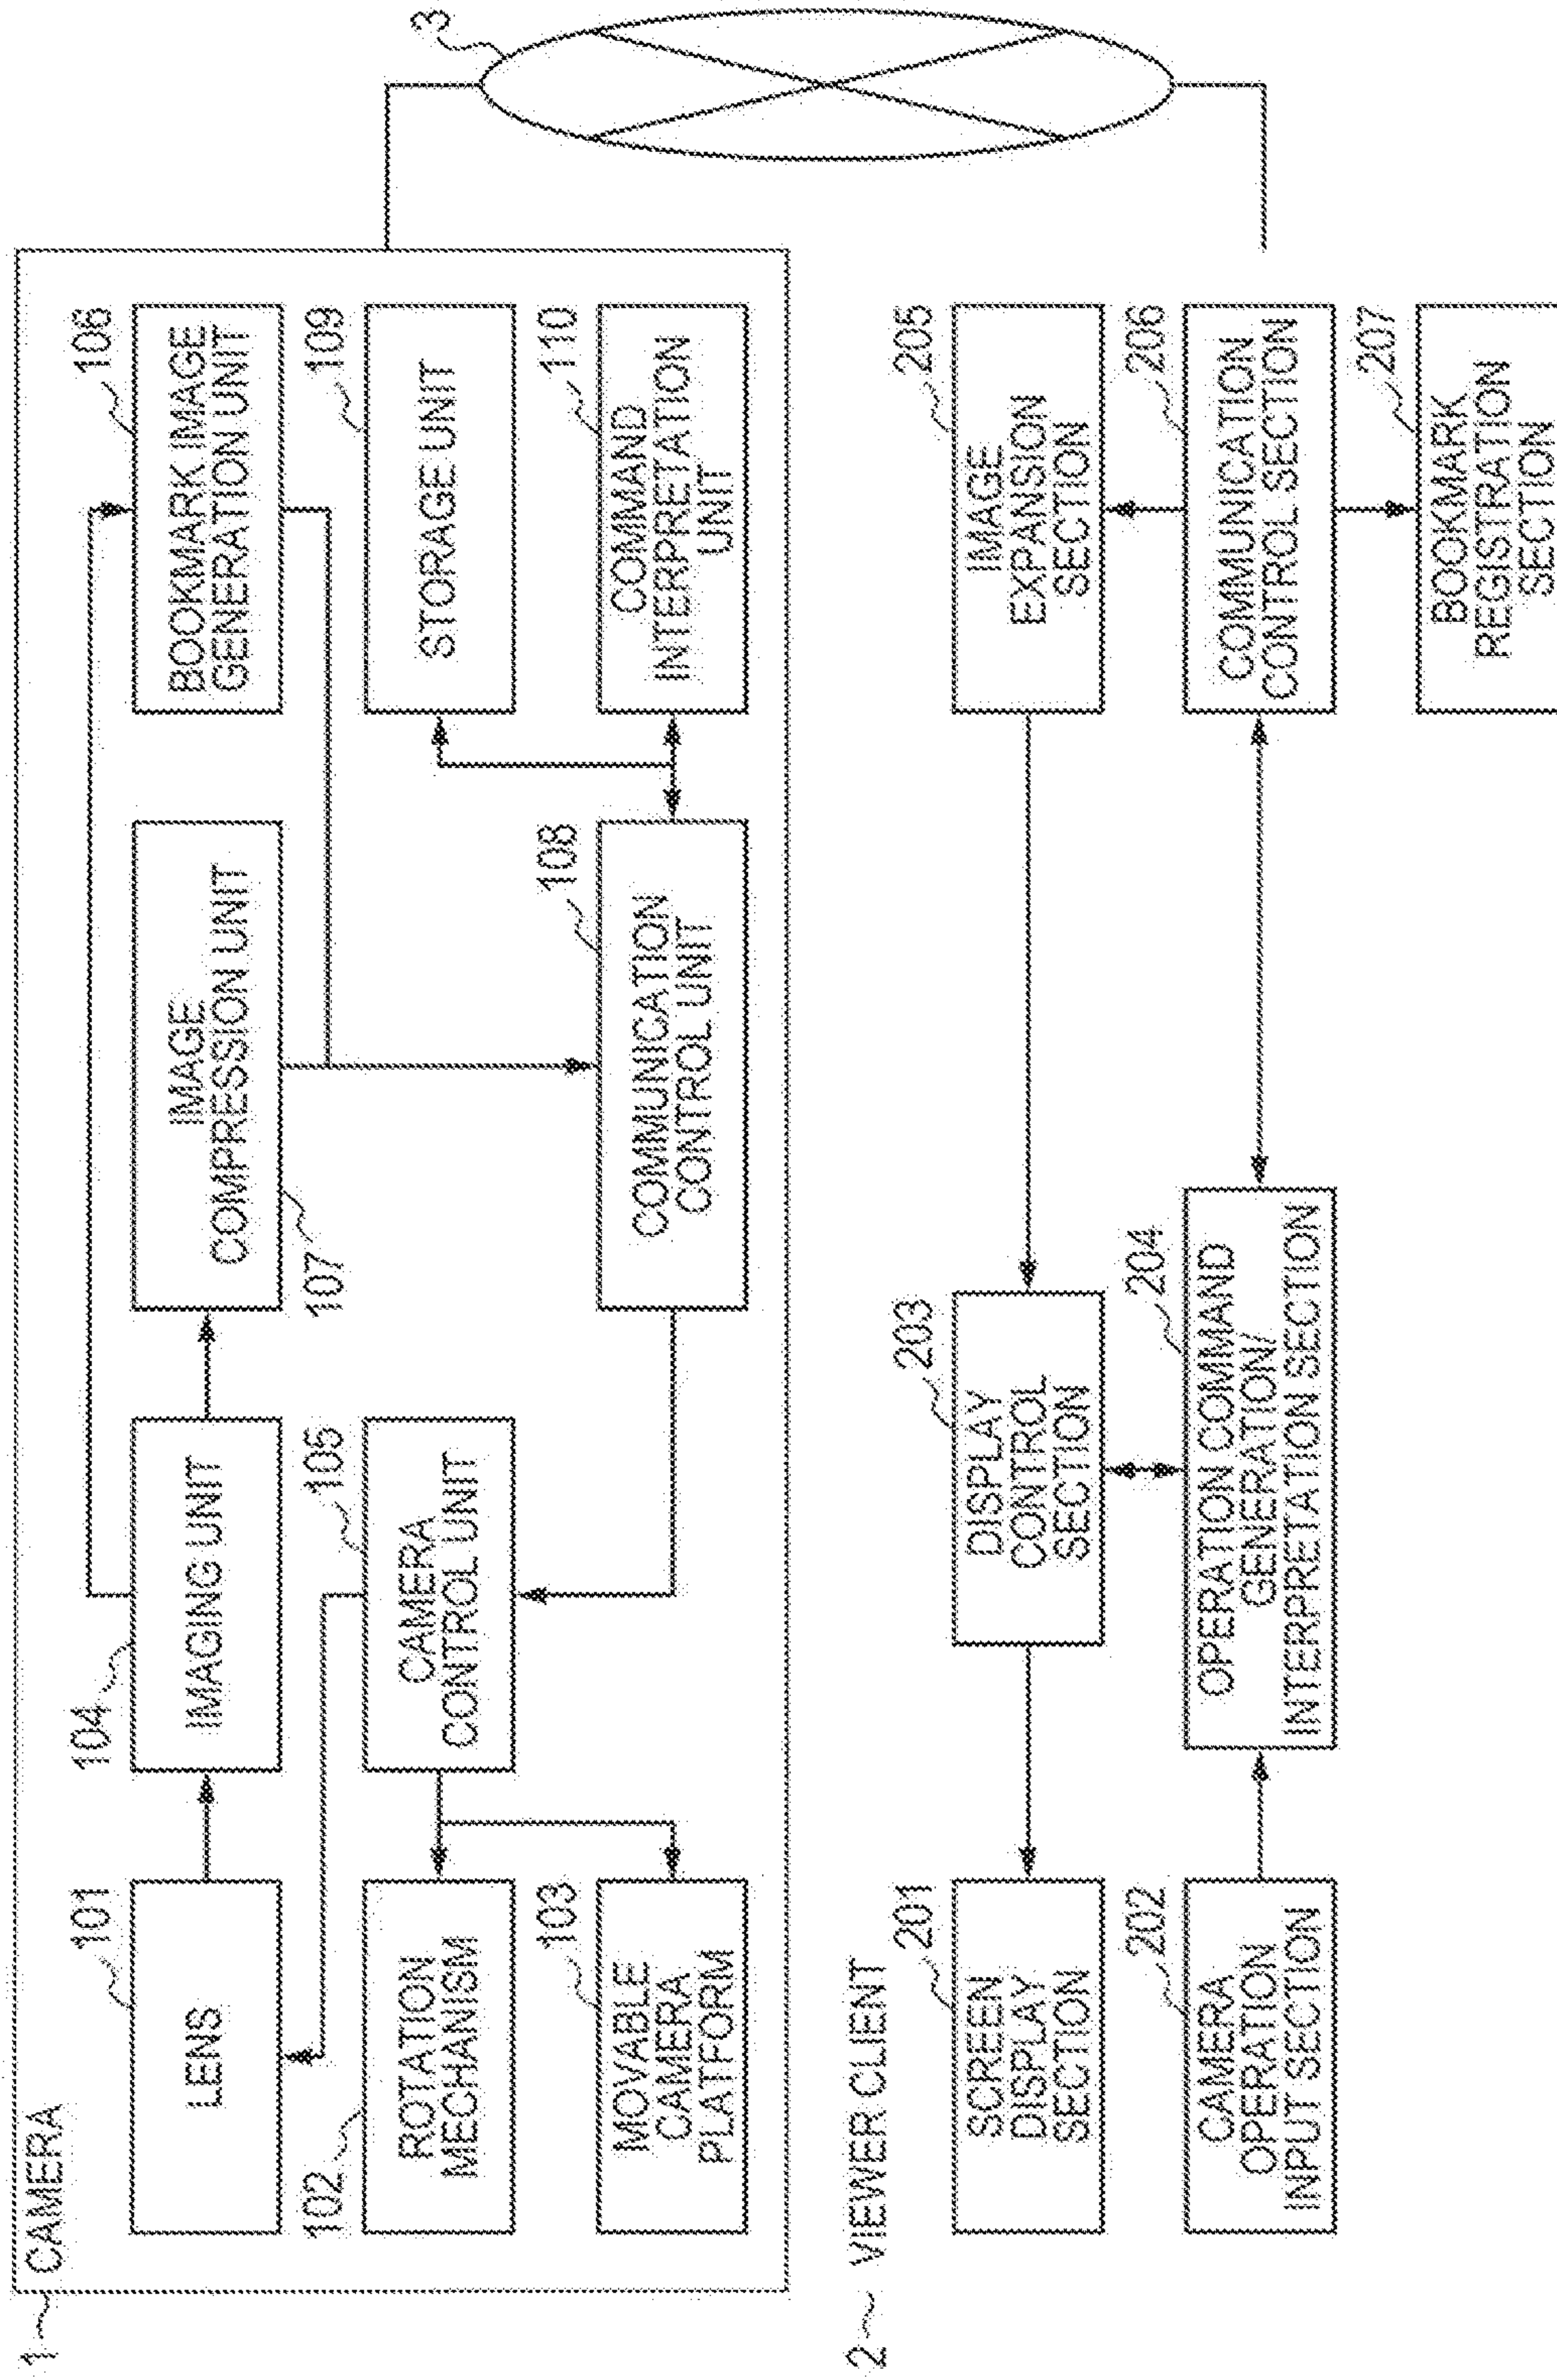 1
CAMERA
101
LENS
104
IMAGING UNIT
107
IMAGE
COMPRESSION UNIT
106
BOOKMARK IMAGE
GENERATION UNIT
102
ROTATION
MECHANISM
105
CAMERA
CONTROL UNIT
109
STORAGE UNIT
103
MOVABLE
CAMERA
PLATFORM
108
COMMUNICATION
CONTROL UNIT
110
COMMAND
INTERPRETATION
UNIT
3
2
VIEWER CLIENT
201
SCREEN
DISPLAY
SECTION
203
DISPLAY
CONTROL
SECTION
205
IMAGE
EXPANSION
SECTION
202
CAMERA
OPERATION
INPUT SECTION
204
OPERATION COMMAND
GENERATION/
INTERPRETATION SECTION
206
COMMUNICATION
CONTROL SECTION
207
BOOKMARK
REGISTRATION
SECTION